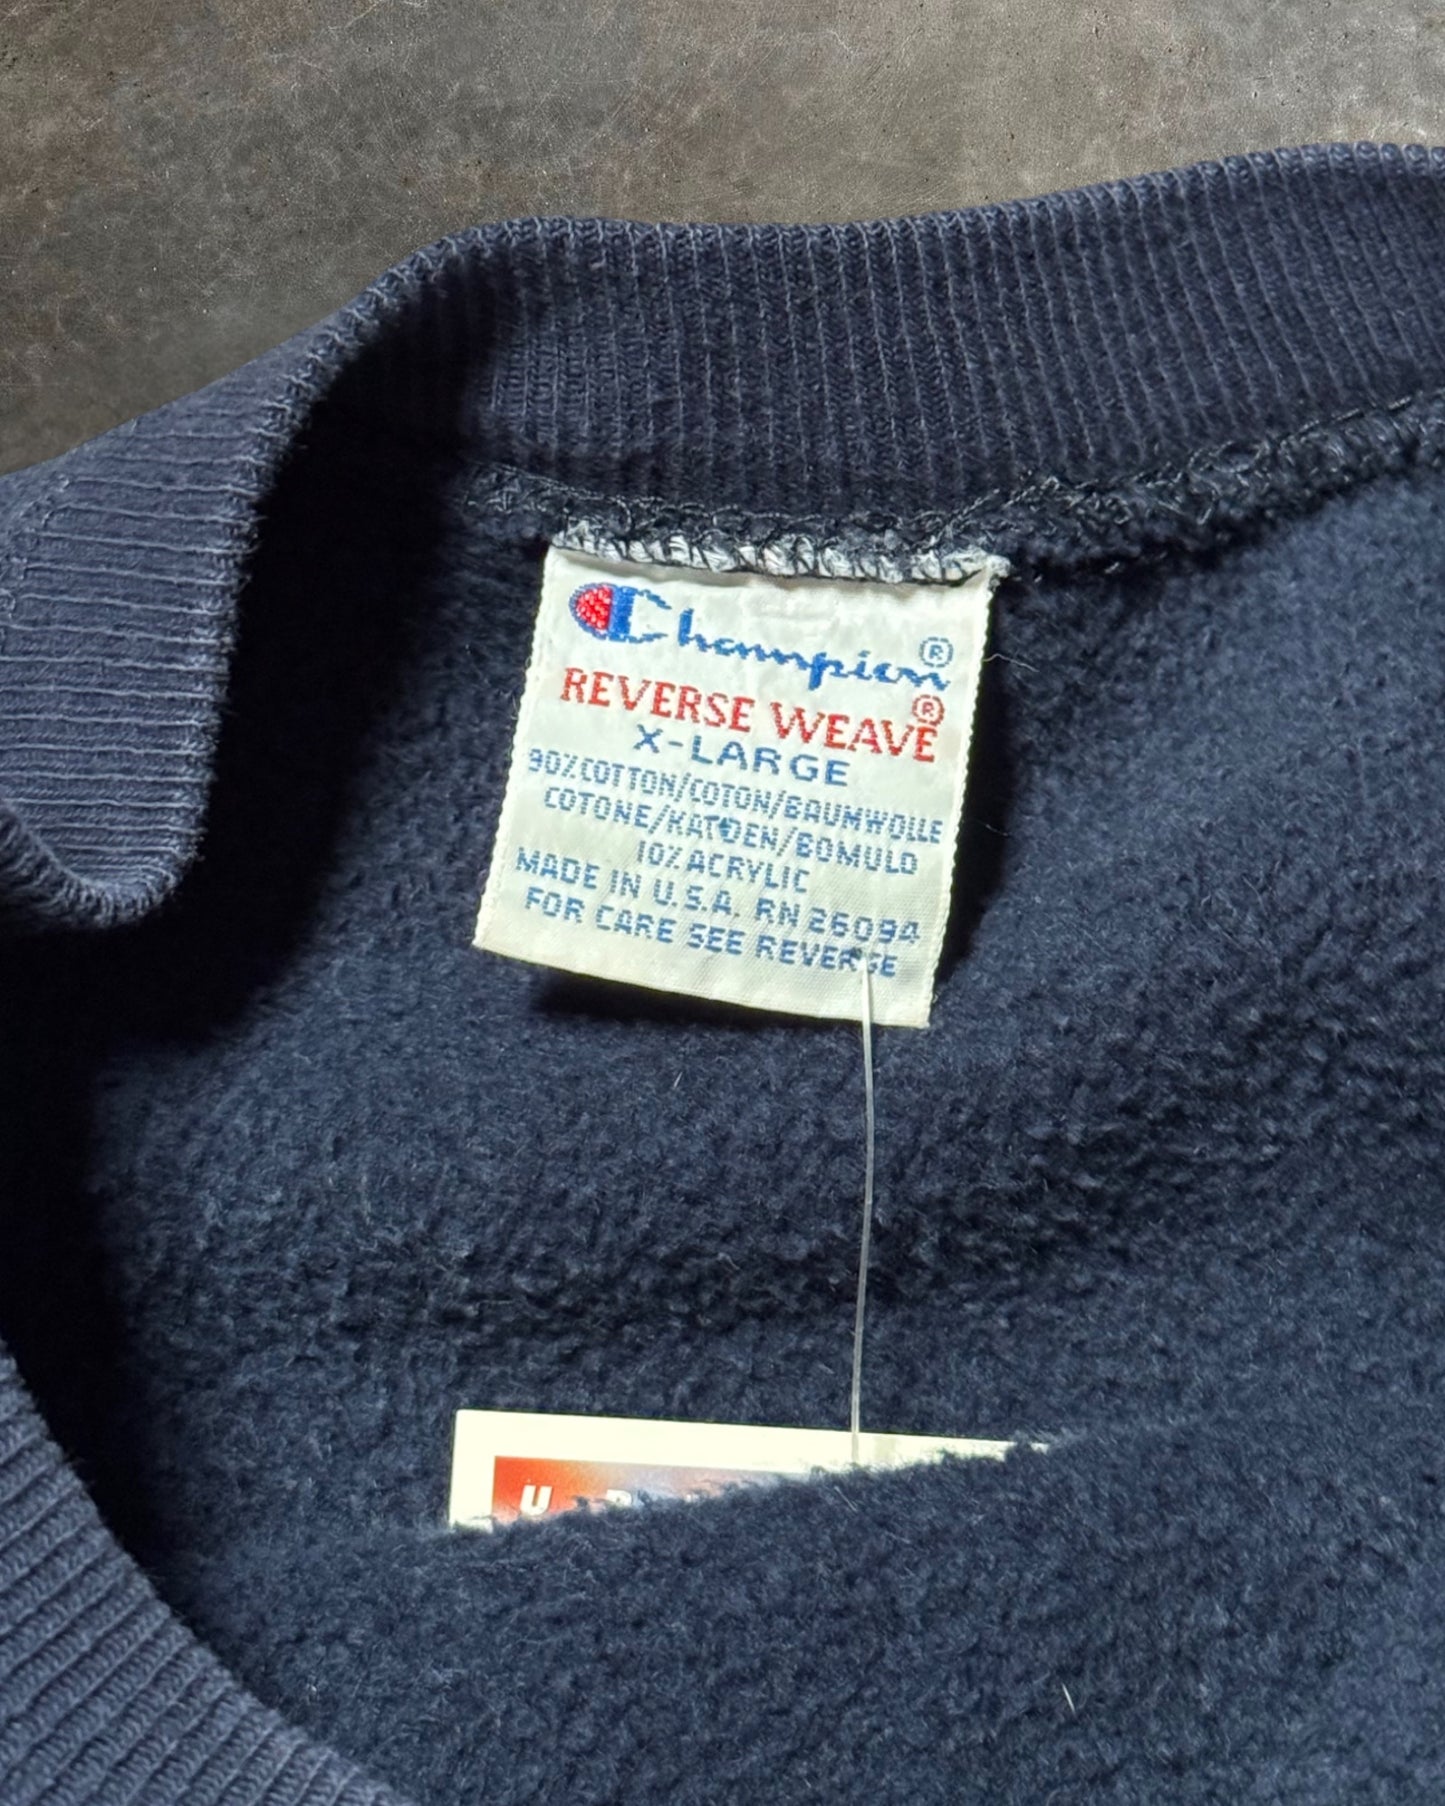 Champion®
REVERSE WEAVE®
X-LARGE
90% COTTON/COTON/BAUMWOLLE
COTONE/KATOEN/BOMULD
10% ACRYLIC
MADE IN U.S.A. RN 26094
FOR CARE SEE REVERSE